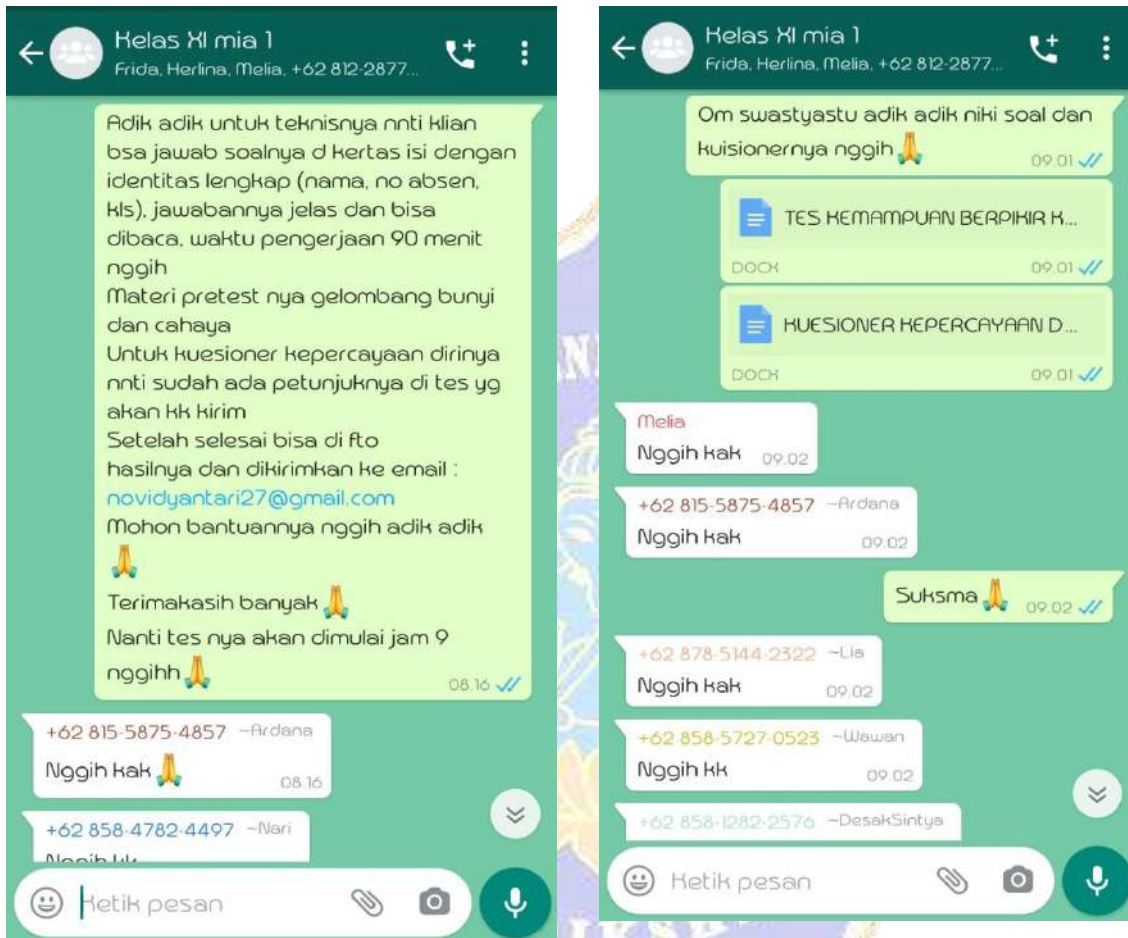 Kelas XI mia 1
Frida, Herlina, Melia, +62 812-2877...
Adik adik untuk teknisnya nnti klian
bsa jawab soalnya d kertas isi dengan
identitas lengkap (nama, no absen,
kls), jawabannya jelas dan bisa
dibaca, waktu pengerjaan 90 menit
nggih
Materi pretest nya gelombang bunyi
dan cahaya
Untuk kuesioner kepercayaan dirinya
nnti sudah ada petunjuknya di tes yg
akan kk kirim
Setelah selesai bisa di fto
hasilnya dan dikirimkan ke email :
novidyantari27@gmail.com
Mohon bantuannya nggih adik adik
🙏
Terimakasih banyak 🙏
Nanti tes nya akan dimulai jam 9
nggihh 🙏
08.16
+62 815-5875-4857 ~Ardana
Nggih kak 🙏
08.16
+62 858-4782-4497 ~Nari
Nggih kk
Ketik pesan
Kelas XI mia 1
Frida, Herlina, Melia, +62 812-2877...
Om swastyastu adik adik niki soal dan
kuisionernya nggih 🙏
09.01
TES KEMAMPUAN BERPIKIR K...
DOCX 09.01
KUESIONER KEPERCAYAAN D...
DOCX 09.01
Melia
Nggih kak 09.02
+62 815-5875-4857 ~Ardana
Nggih kak 09.02
Suksma 🙏 09.02
+62 878-5144-2322 ~Lia
Nggih kak 09.02
+62 858-5727-0523 ~Wawan
Nggih kk 09.02
+62 858-1282-2576 ~DesakSintya
Ketik pesan